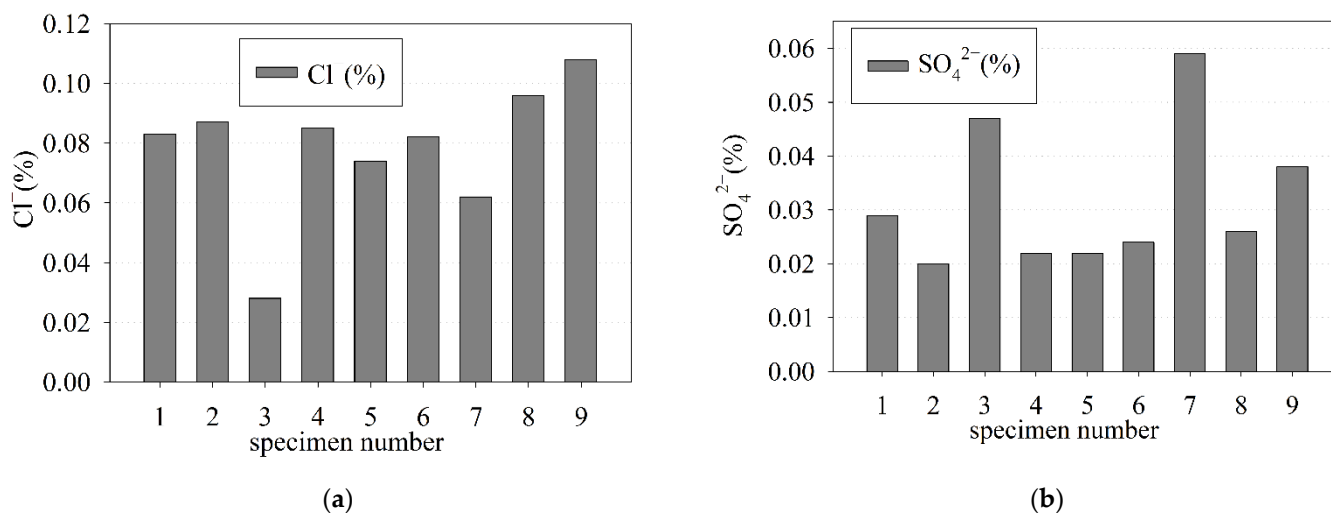 0.12
0.10
0.08
0.06
0.04
0.02
0.00
Cl⁻(%)
Cl (%)
1 2 3 4 5 6 7 8 9
specimen number
(a)
0.06
0.05
0.04
0.03
0.02
0.01
0.00
SO₄²⁻(%)
SO₄²⁻(%)
1 2 3 4 5 6 7 8 9
specimen number
(b)